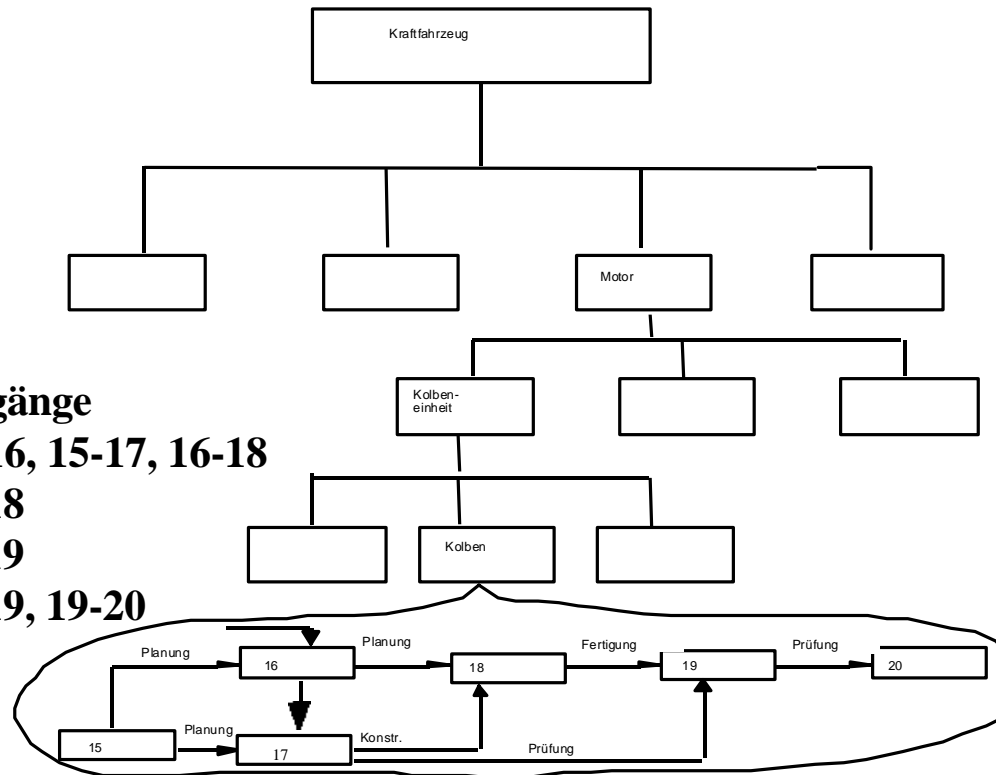 Kraftfahrzeug
Motor
gänge
16, 15-17, 16-18
18
19
19, 19-20
Kolben-
einheit
Kolben
Planung
Planung
Fertigung
Prüfung
16
18
19
20
15
Planung
17
Konstr.
Prüfung